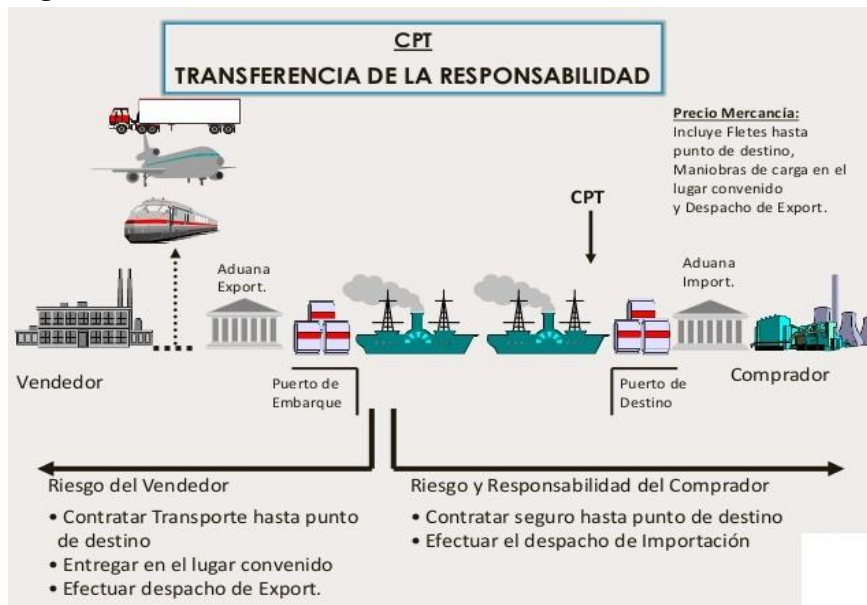 CPT
TRANSFERENCIA DE LA RESPONSABILIDAD
Precio Mercancía:
Incluye Fletes hasta
punto de destino,
Maniobras de carga en el
lugar convenido
y Despacho de Export.
CPT
Aduana
Export.
Aduana
Import.
Vendedor
Puerto de
Embarque
Puerto de
Destino
Comprador
Riesgo del Vendedor
• Contratar Transporte hasta punto
de destino
• Entregar en el lugar convenido
• Efectuar despacho de Export.
Riesgo y Responsabilidad del Comprador
• Contratar seguro hasta punto de destino
• Efectuar el despacho de Importación